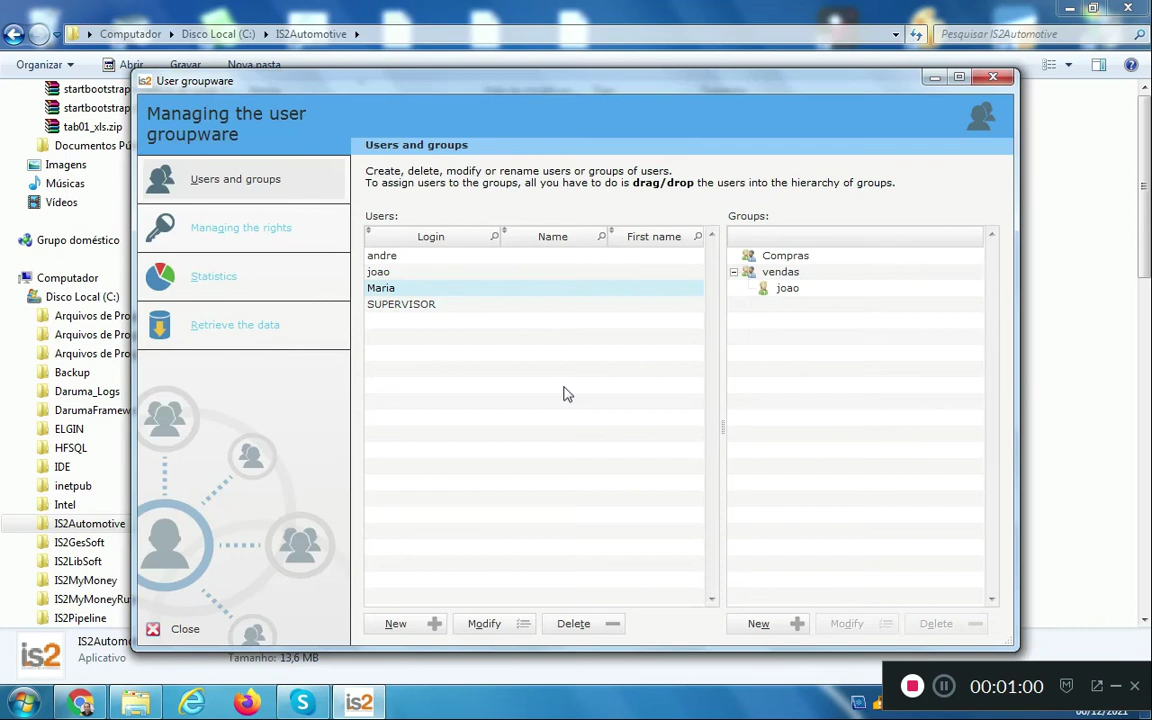 Computador
Disco Local (C:)
IS2Automotive
Pesquisar IS2Automotive
Organizar
Abrir
Gravar
Nova pasta
is2 User groupware
startbootstrap
startbootstrap
tab01_xls.zip
Documentos Pú
Imagens
Músicas
Vídeos
Grupo doméstico
Computador
Disco Local (C:)
Arquivos de Pro
Arquivos de Pro
Arquivos de Pro
Backup
Daruma_Logs
DarumaFramew
ELGIN
HFSQL
IDE
inetpub
Intel
IS2Automotive
IS2GesSoft
IS2LibSoft
IS2MyMoney
IS2MyMoneyRu
IS2Pipeline
Managing the user
groupware
Users and groups
Managing the rights
Statistics
Retrieve the data
Close
Users and groups
Create, delete, modify or rename users or groups of users.
To assign users to the groups, all you have to do is drag/drop the users into the hierarchy of groups.
Users:
Login
Name
First name
andre
joao
Maria
SUPERVISOR
New
Modify
Delete
Groups:
Compras
vendas
joao
New
Modify
Delete
is2
IS2Automo
Aplicativo
Tamanho: 13,6 MB
is2
00:01:00